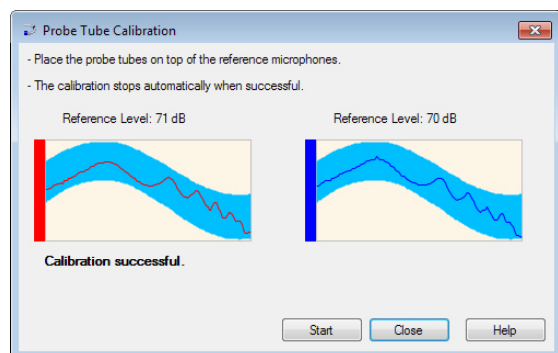 Probe Tube Calibration
- Place the probe tubes on top of the reference microphones.
- The calibration stops automatically when successful.
Reference Level: 71 dB
Reference Level: 70 dB
Calibration successful.
Start
Close
Help